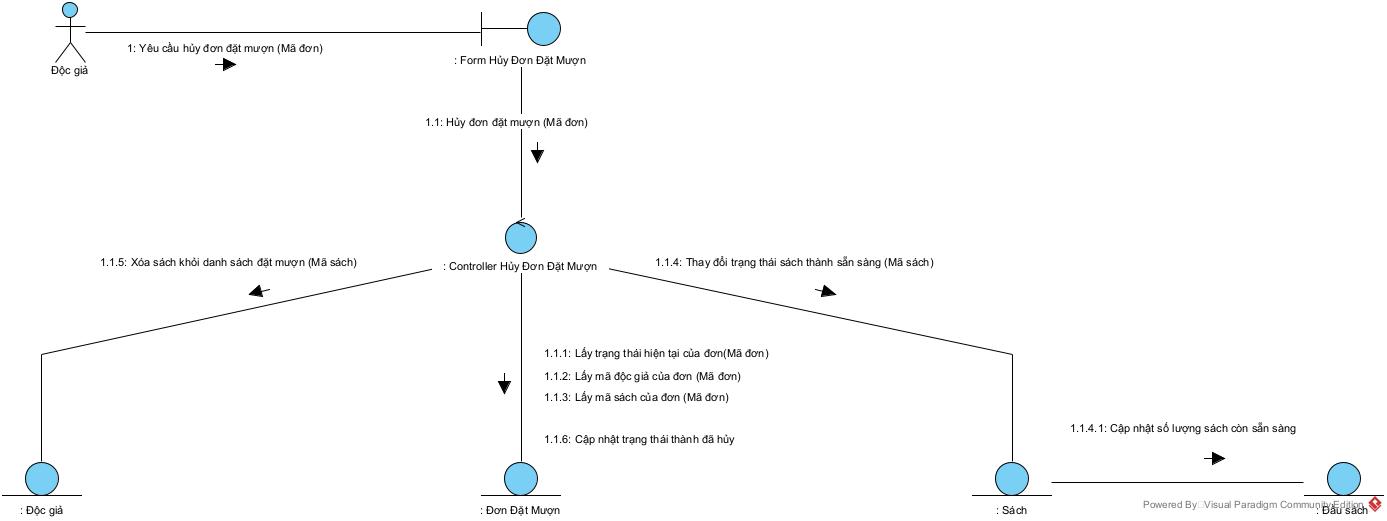 1: Yêu cầu hủy đơn đặt mượn (Mã đơn)
Độc giả
: Form Hủy Đơn Đặt Mượn
1.1: Hủy đơn đặt mượn (Mã đơn)
1.1.5: Xóa sách khỏi danh sách đặt mượn (Mã sách)
: Controller Hủy Đơn Đặt Mượn
1.1.4: Thay đổi trạng thái sách thành sẵn sàng (Mã sách)
1.1.1: Lấy trạng thái hiện tại của đơn(Mã đơn)
1.1.2: Lấy mã độc giả của đơn (Mã đơn)
1.1.3: Lấy mã sách của đơn (Mã đơn)
1.1.6: Cập nhật trạng thái thành đã hủy
1.1.4.1: Cập nhật số lượng sách còn sẵn sàng
: Độc giả
: Đơn Đặt Mượn
: Sách
: Đầu sách
Powered By Visual Paradigm Community Edition